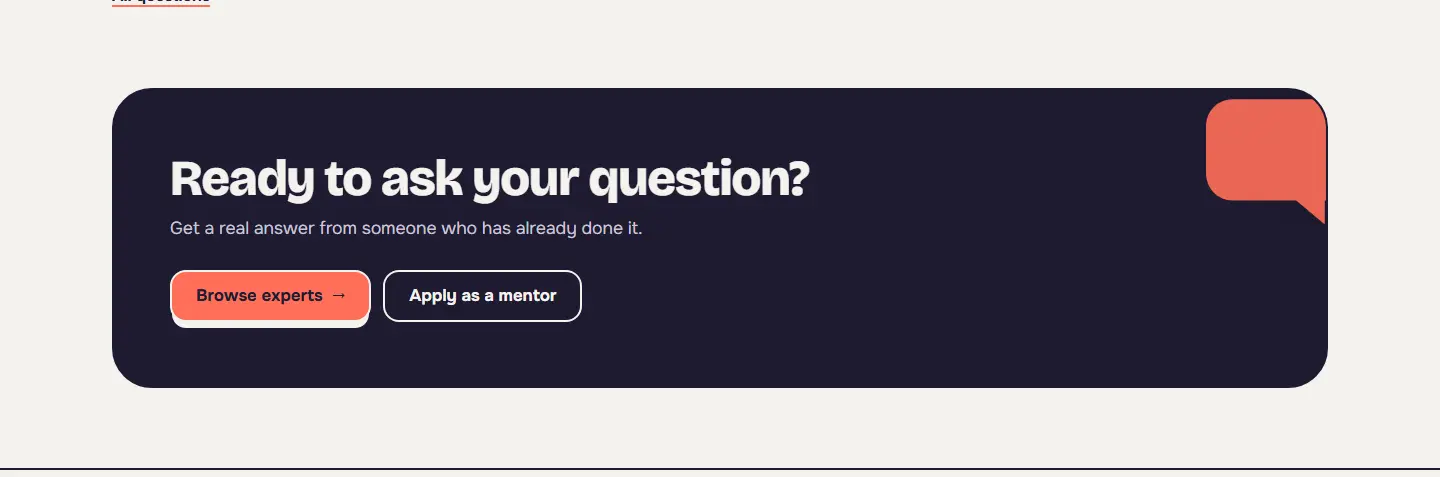 Ready to ask your question?
Get a real answer from someone who has already done it.
Browse experts →
Apply as a mentor